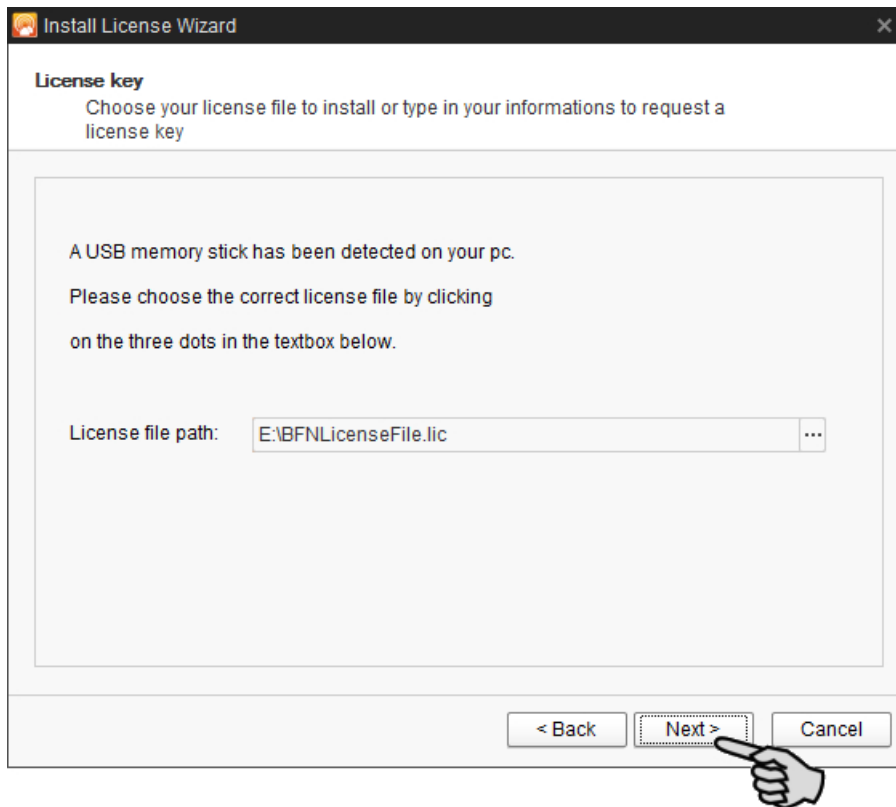 Install License Wizard
License key
Choose your license file to install or type in your informations to request a
license key
A USB memory stick has been detected on your pc.
Please choose the correct license file by clicking
on the three dots in the textbox below.
License file path: E:\BFNLicenseFile.lic ...
< Back Next > Cancel